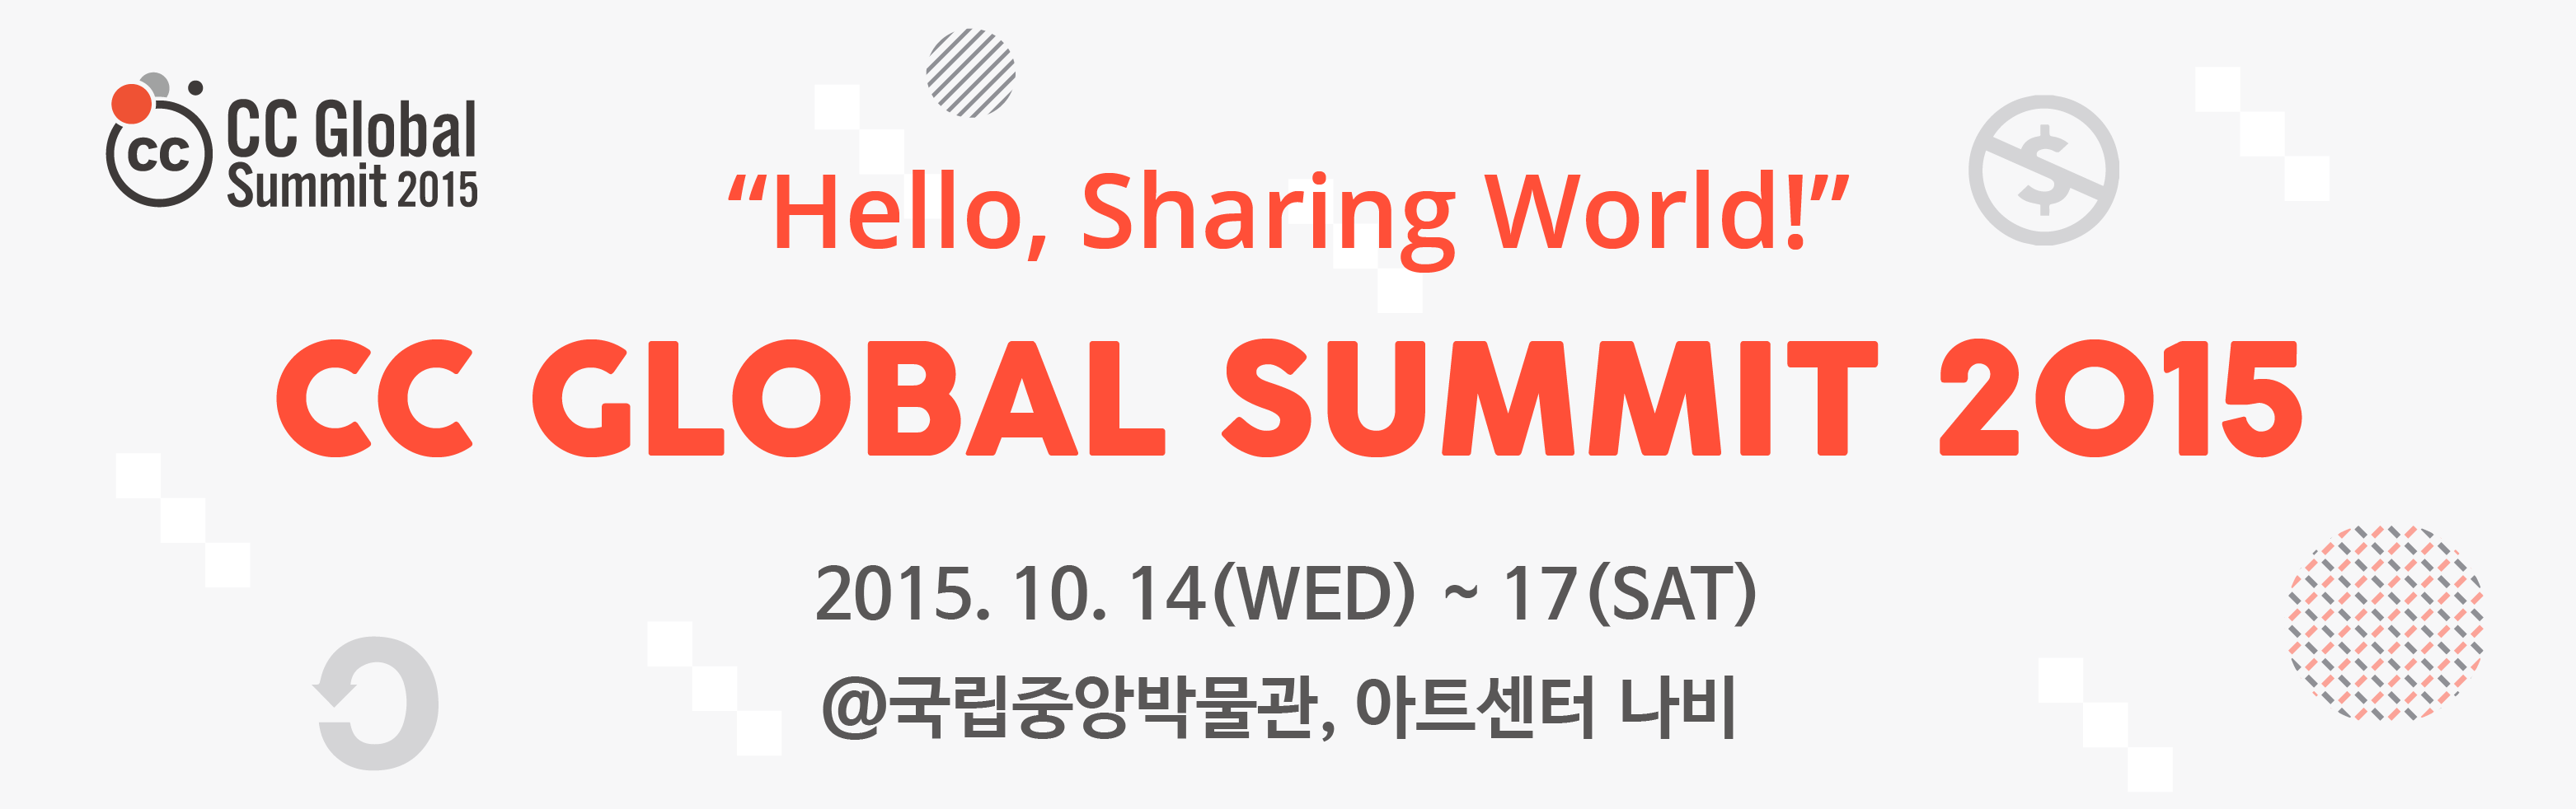 cc
CC Global
Summit 2015
“Hello, Sharing World!”
CC GLOBAL SUMMIT 2015
2015. 10. 14(WED) ~ 17(SAT)
@국립중앙박물관, 아트센터 나비